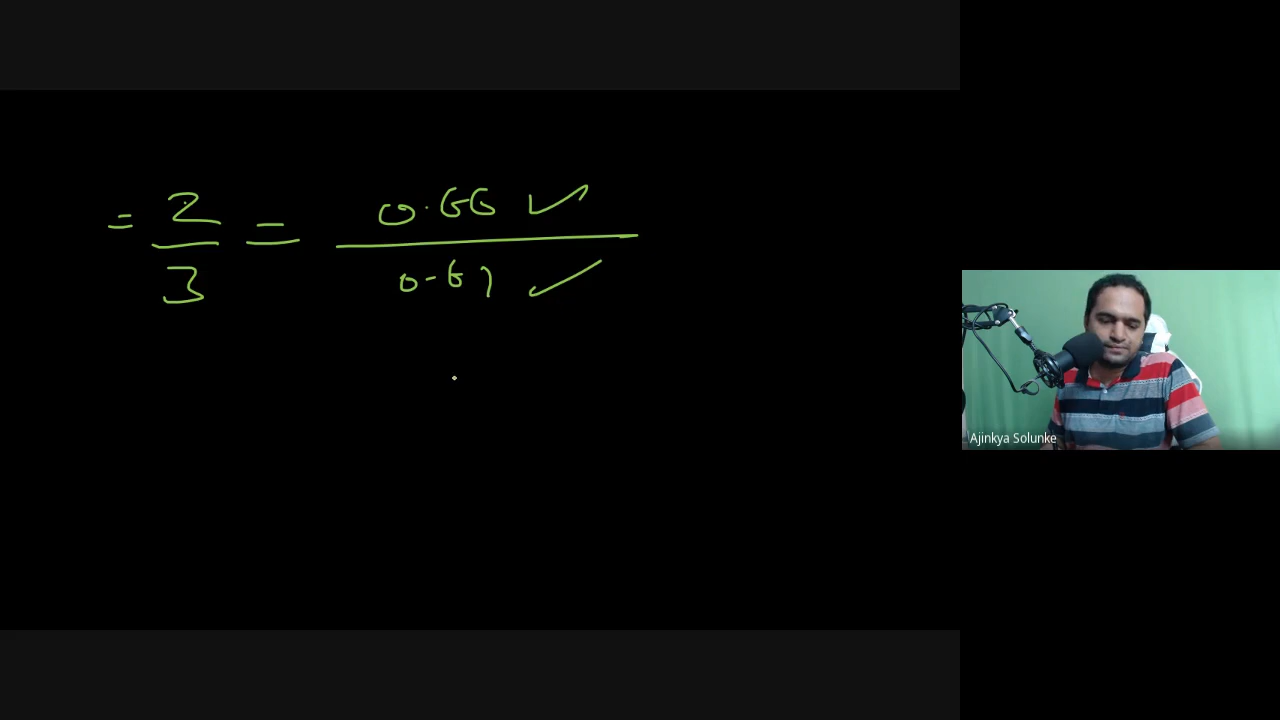 = 2/3 = 0.66 ✓
0.67 ✓
Ajinkya Solunke